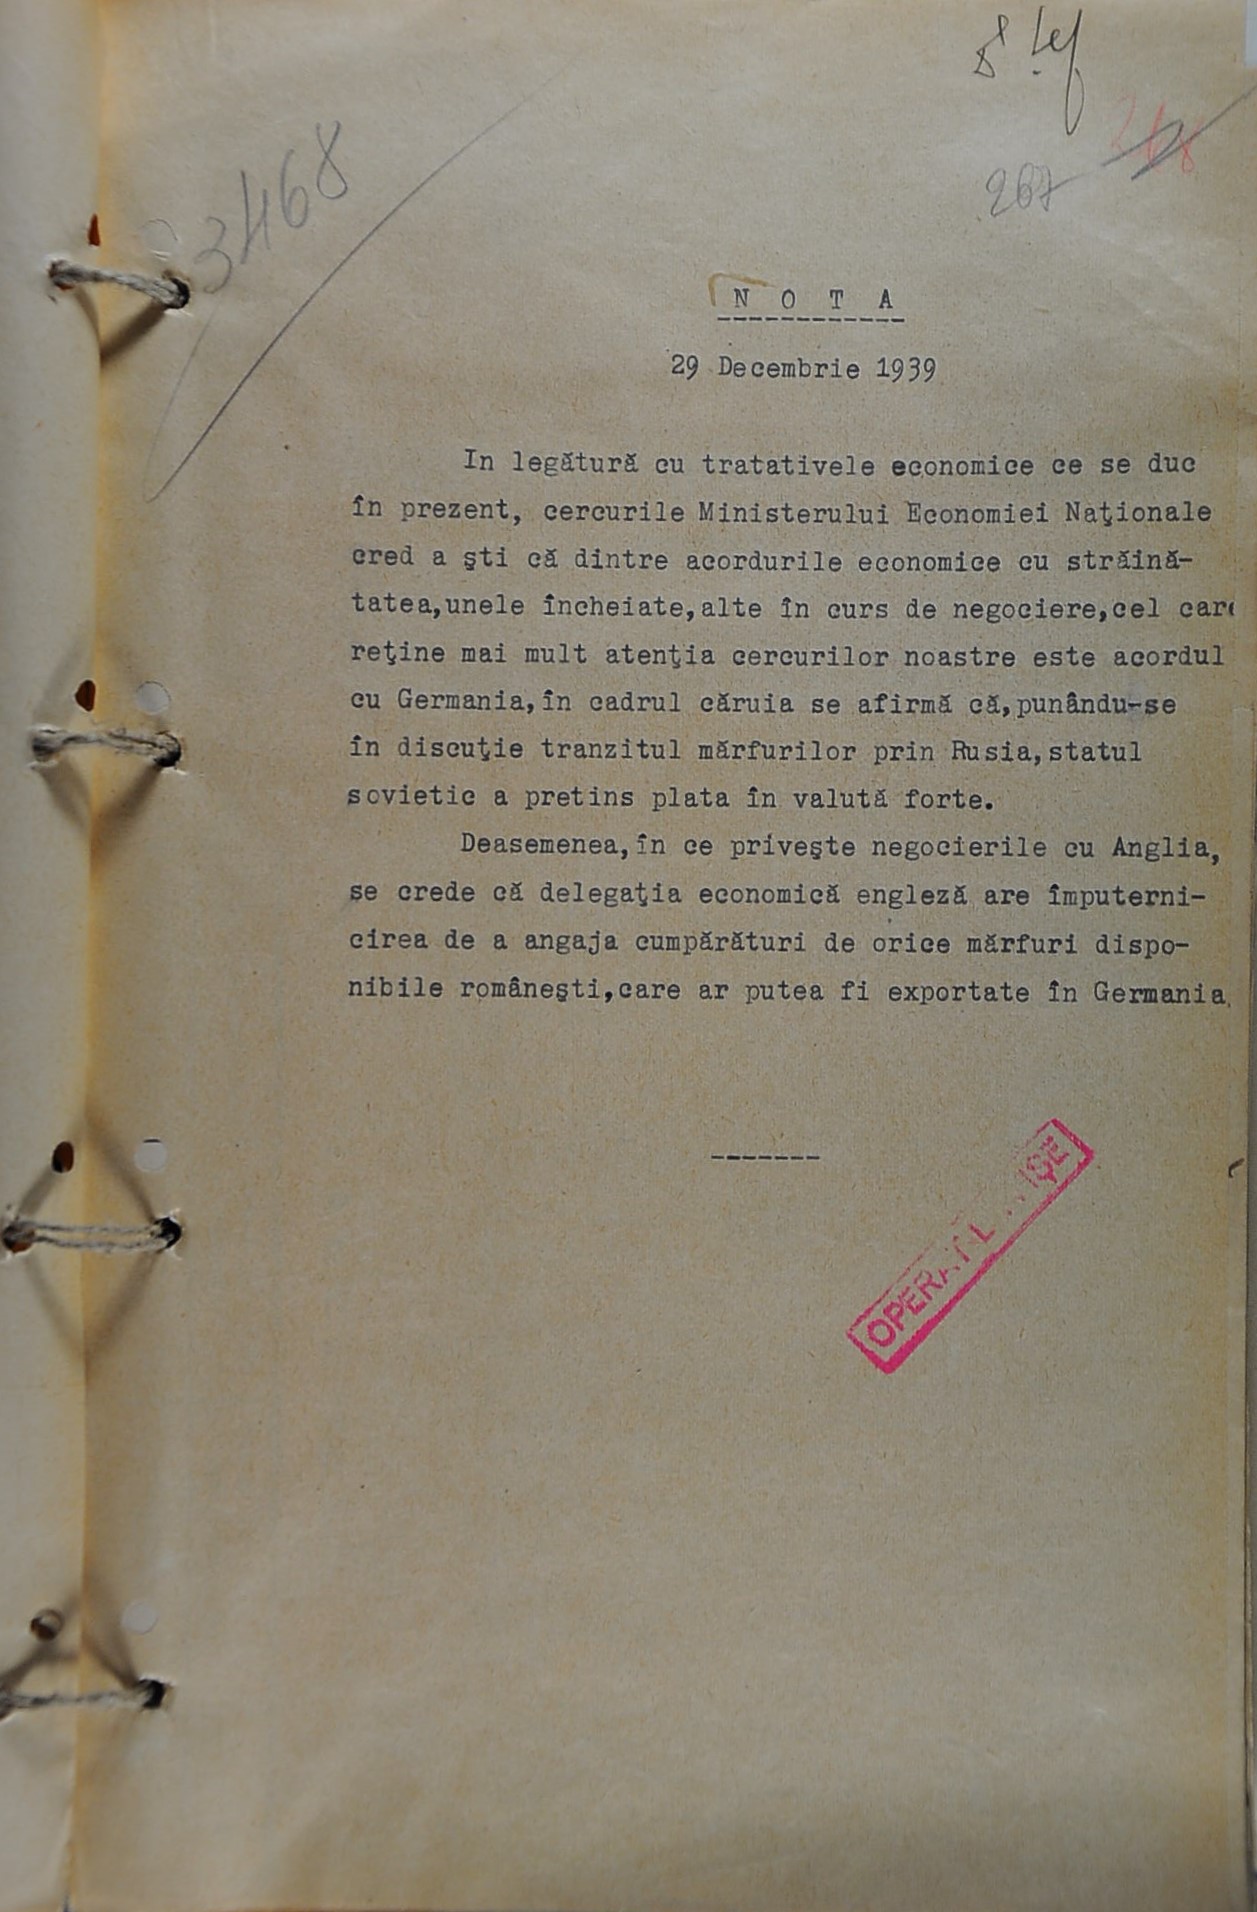 3468
267
N O T A
29 Decembrie 1939
In legătură cu tratativele economice ce se duc
în prezent, cercurile Ministerului Economiei Naţionale
cred a şti că dintre acordurile economice cu străină-
tatea,unele încheiate,alte în curs de negociere,cel care
reţine mai mult atenţia cercurilor noastre este acordul
cu Germania,în cadrul căruia se afirmă că,punându-se
în discuţie tranzitul mărfurilor prin Rusia,statul
sovietic a pretins plata în valută forte.
Deasemenea,în ce priveşte negocierile cu Anglia,
se crede că delegaţia economică engleză are împuterni-
cirea de a angaja cumpărături de orice mărfuri dispo-
nibile româneşti,care ar putea fi exportate în Germania.
-------